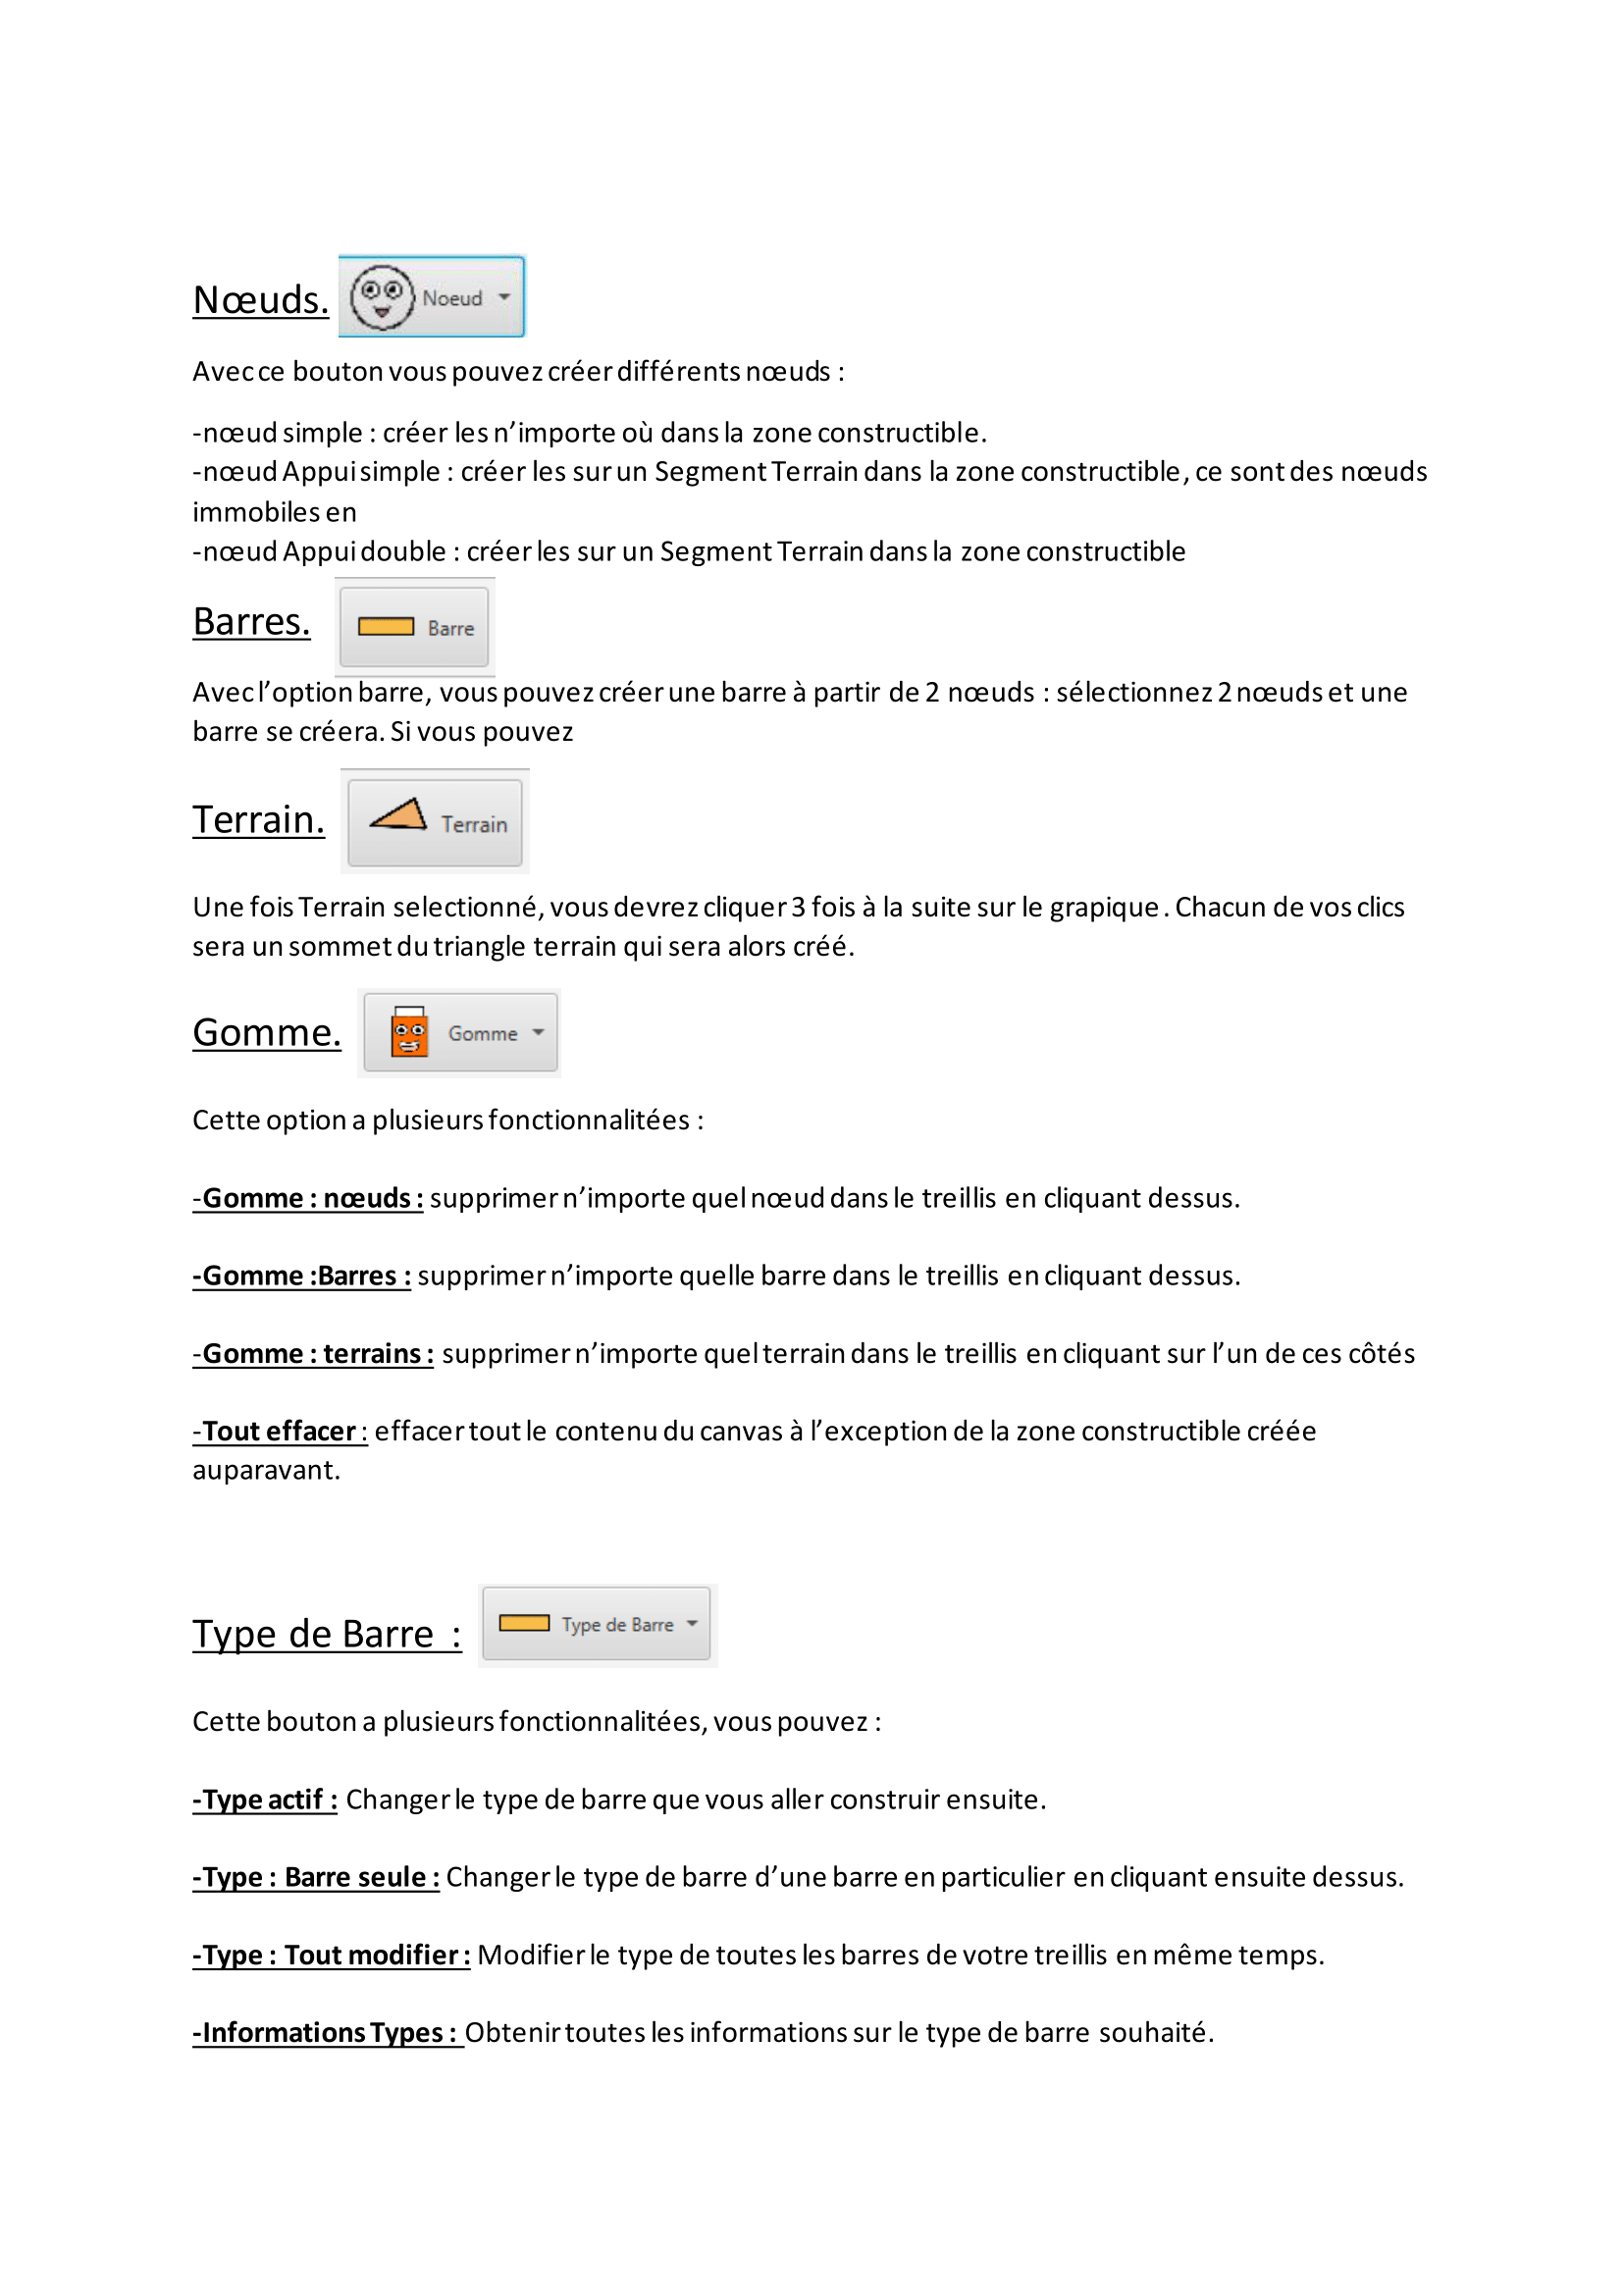 Nœuds. Noeud
Avec ce bouton vous pouvez créer différents nœuds :
-nœud simple : créer les n’importe où dans la zone constructible.
-nœud Appui simple : créer les sur un Segment Terrain dans la zone constructible, ce sont des nœuds
immobiles en
-nœud Appui double : créer les sur un Segment Terrain dans la zone constructible
Barres. Barre
Avec l’option barre, vous pouvez créer une barre à partir de 2 nœuds : sélectionnez 2 nœuds et une
barre se créera. Si vous pouvez
Terrain. Terrain
Une fois Terrain selectionné, vous devrez cliquer 3 fois à la suite sur le grapique . Chacun de vos clics
sera un sommet du triangle terrain qui sera alors créé.
Gomme. Gomme
Cette option a plusieurs fonctionnalitées :
-Gomme : nœuds : supprimer n’importe quel nœud dans le treillis en cliquant dessus.
-Gomme :Barres : supprimer n’importe quelle barre dans le treillis en cliquant dessus.
-Gomme : terrains : supprimer n’importe quel terrain dans le treillis en cliquant sur l’un de ces côtés
-Tout effacer : effacer tout le contenu du canvas à l’exception de la zone constructible créée
auparavant.
Type de Barre : Type de Barre
Cette bouton a plusieurs fonctionnalitées, vous pouvez :
-Type actif : Changer le type de barre que vous aller construir ensuite.
-Type : Barre seule : Changer le type de barre d’une barre en particulier en cliquant ensuite dessus.
-Type : Tout modifier : Modifier le type de toutes les barres de votre treillis en même temps.
-Informations Types : Obtenir toutes les informations sur le type de barre souhaité.